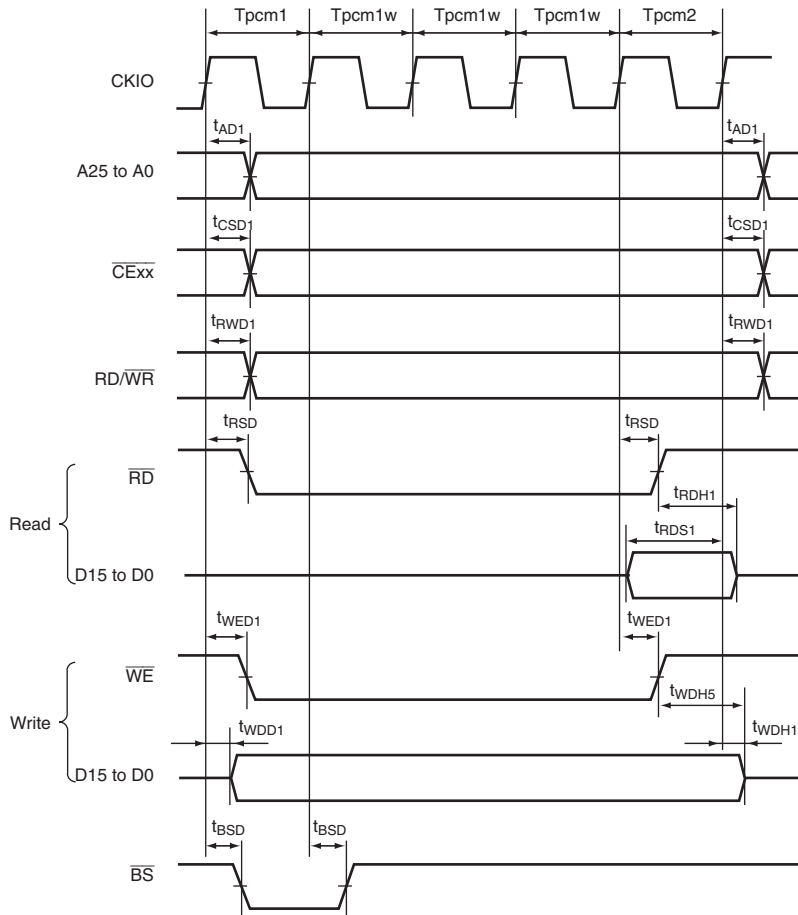 Tpcm1 Tpcm1w Tpcm1w Tpcm1w Tpcm2
CKIO
tAD1 tAD1
A25 to A0
tCSD1 tCSD1
CExx
tRWD1 tRWD1
RD/WR
tRSD tRSD
RD
tRDH1
Read
tRDS1
D15 to D0
tWED1 tWED1
WE
tWDH5
Write
tWDD1 tWDH1
D15 to D0
tBSD tBSD
BS